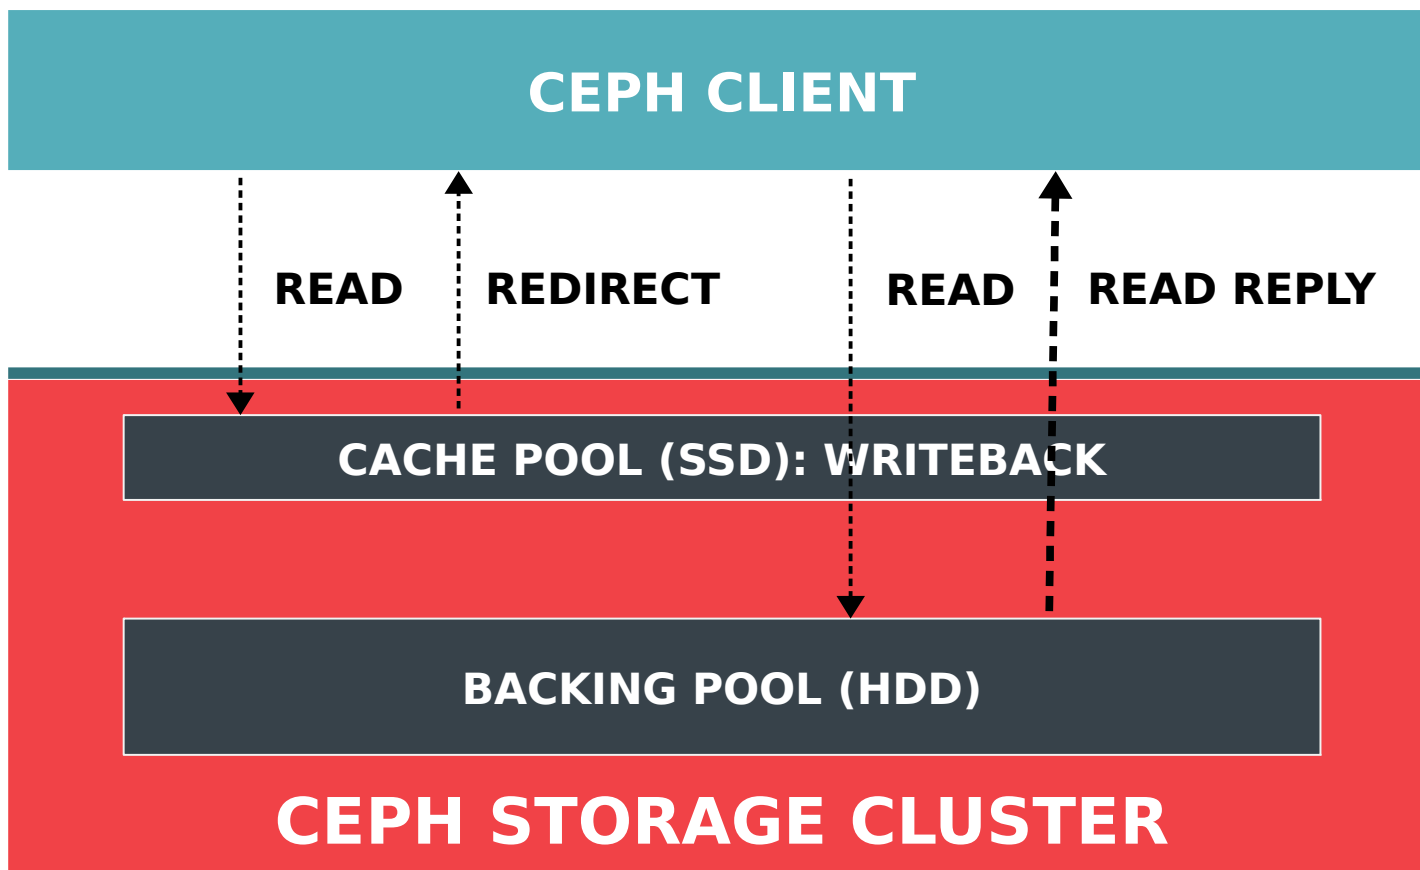 CEPH CLIENT
READ
REDIRECT
READ
READ REPLY
CACHE POOL (SSD): WRITEBACK
BACKING POOL (HDD)
CEPH STORAGE CLUSTER